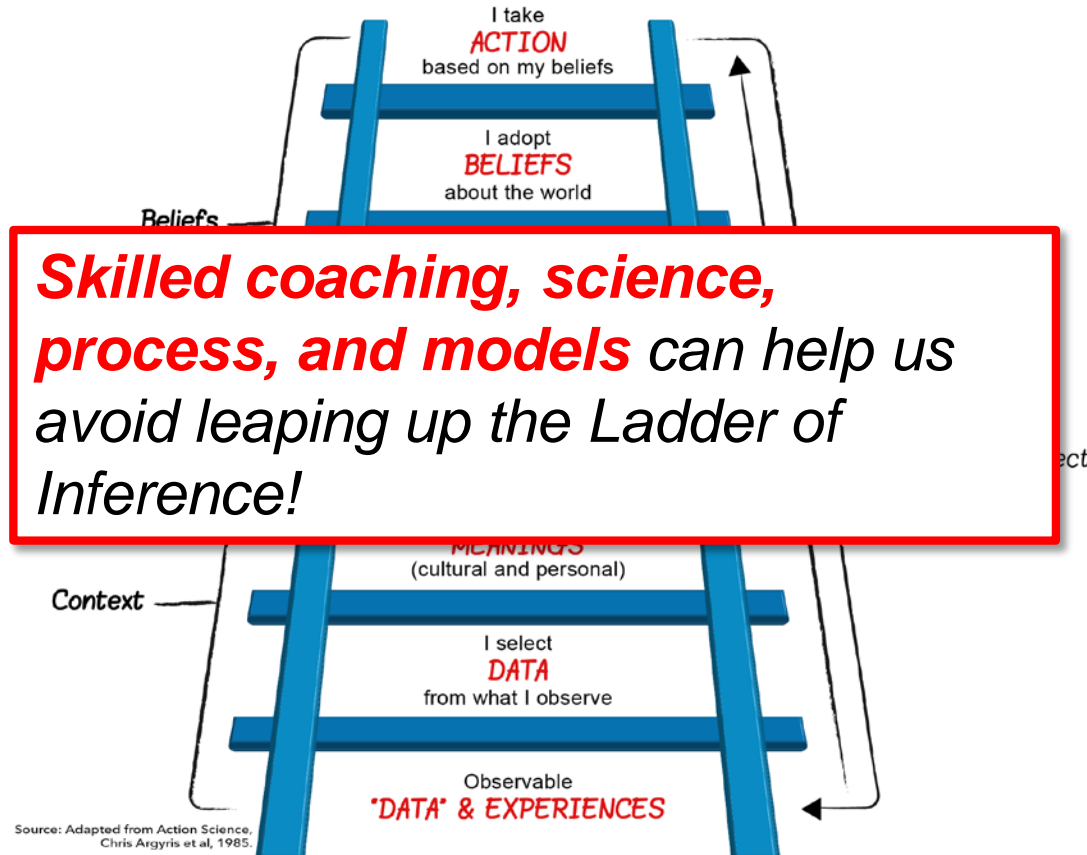 I take
ACTION
based on my beliefs
I adopt
BELIEFS
about the world
Beliefs
Skilled coaching, science,
process, and models can help us
avoid leaping up the Ladder of
Inference!
MEANINGS
(cultural and personal)
Context
I select
DATA
from what I observe
Observable
"DATA" & EXPERIENCES
Source: Adapted from Action Science,
Chris Argyris et al, 1985.